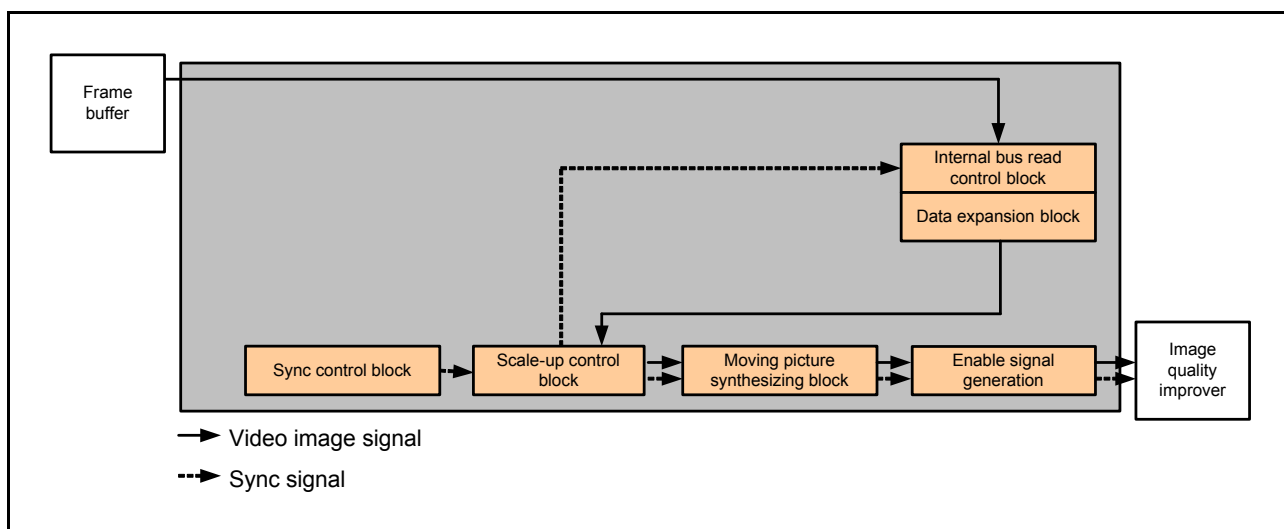 Frame
buffer
Internal bus read
control block
Data expansion block
Sync control block
Scale-up control
block
Moving picture
synthesizing block
Enable signal
generation
Image
quality
improver
Video image signal
Sync signal